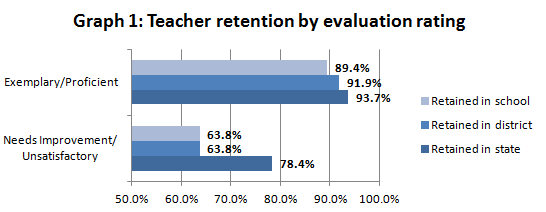 Graph 1: Teacher retention by evaluation rating
Exemplary/Proficient
89.4%
91.9%
93.7%
Needs Improvement/
Unsatisfactory
63.8%
63.8%
78.4%
Retained in school
Retained in district
Retained in state
50.0% 60.0% 70.0% 80.0% 90.0% 100.0%